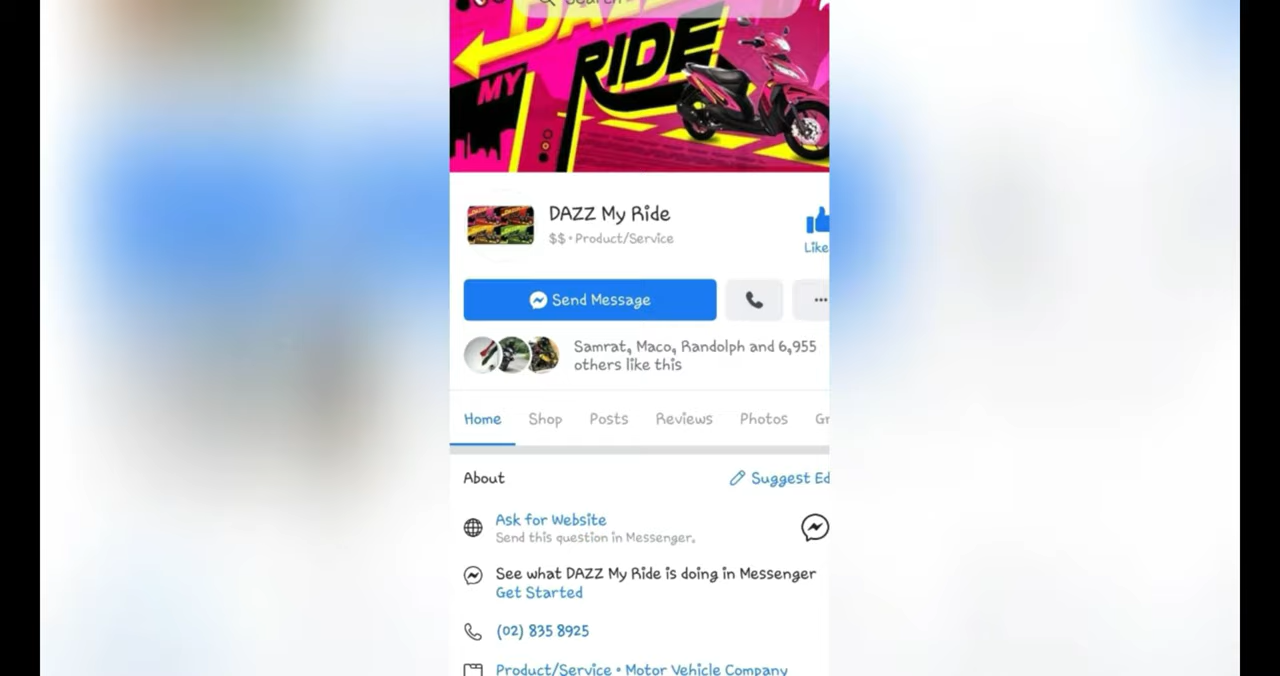 Search
DAZZ
MY
RIDE
DAZZ My Ride
$$ • Product/Service
Like
Send Message
Samrat, Maco, Randolph and 6,955
others like this
Home Shop Posts Reviews Photos Gr
About
Suggest Ed
Ask for Website
Send this question in Messenger.
See what DAZZ My Ride is doing in Messenger
Get Started
(02) 835 8925
Product/Service • Motor Vehicle Company